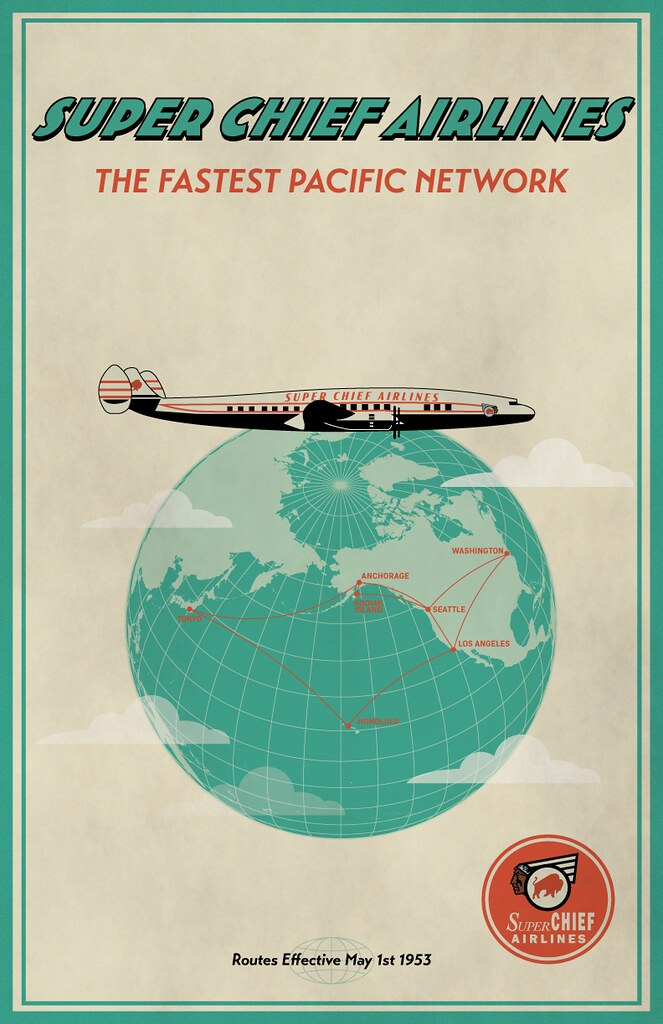 SUPER CHIEF AIRLINES
THE FASTEST PACIFIC NETWORK
SUPER CHIEF AIRLINES
WASHINGTON
ANCHORAGE
KODIAK
ISLAND
SEATTLE
TOKYO
LOS ANGELES
HONOLULU
SUPER CHIEF
AIRLINES
Routes Effective May 1st 1953